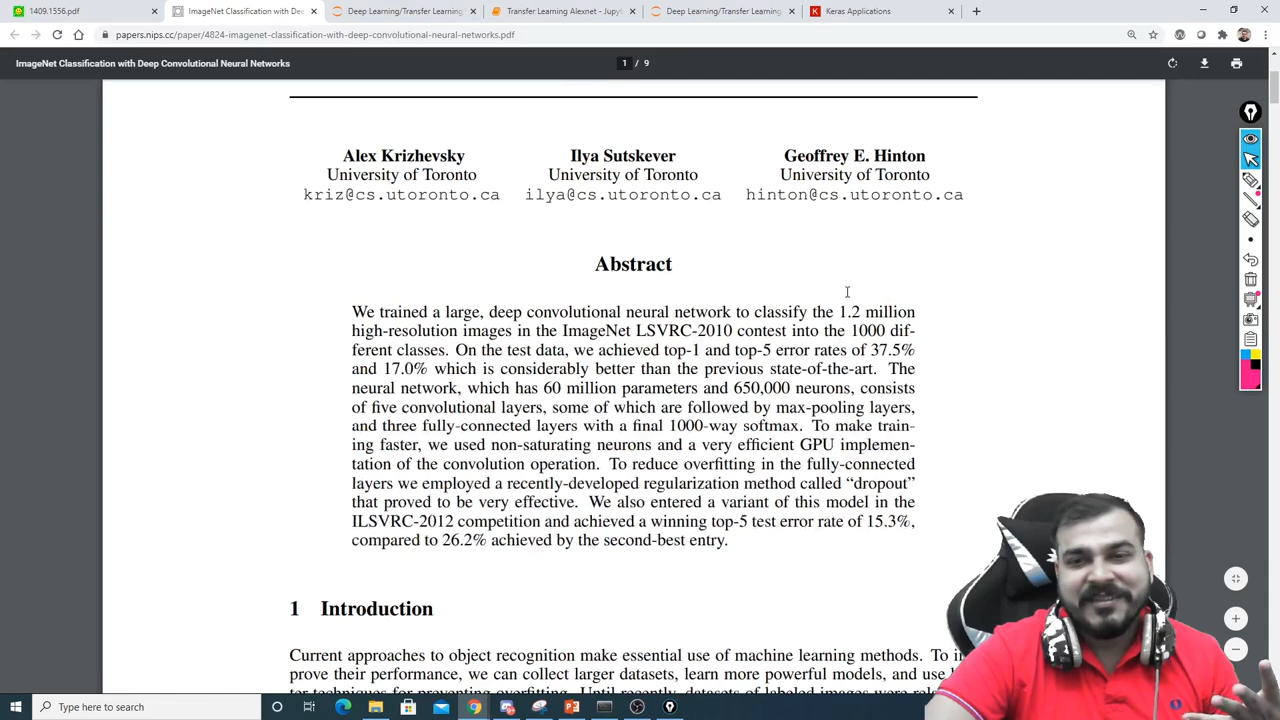 1409.1556.pdf
ImageNet Classification with Dee
Deep Learning/Transfer Learning
Transfer Learning Alexnet - Jupyt
Deep Learning/Transfer Learning
Keras Applications
papers.nips.cc/paper/4824-imagenet-classification-with-deep-convolutional-neural-networks.pdf
ImageNet Classification with Deep Convolutional Neural Networks
1 / 9
Alex Krizhevsky
University of Toronto
kriz@cs.utoronto.ca
Ilya Sutskever
University of Toronto
ilya@cs.utoronto.ca
Geoffrey E. Hinton
University of Toronto
hinton@cs.utoronto.ca
Abstract
We trained a large, deep convolutional neural network to classify the 1.2 million
high-resolution images in the ImageNet LSVRC-2010 contest into the 1000 dif-
ferent classes. On the test data, we achieved top-1 and top-5 error rates of 37.5%
and 17.0% which is considerably better than the previous state-of-the-art. The
neural network, which has 60 million parameters and 650,000 neurons, consists
of five convolutional layers, some of which are followed by max-pooling layers,
and three fully-connected layers with a final 1000-way softmax. To make train-
ing faster, we used non-saturating neurons and a very efficient GPU implemen-
tation of the convolution operation. To reduce overfitting in the fully-connected
layers we employed a recently-developed regularization method called “dropout”
that proved to be very effective. We also entered a variant of this model in the
ILSVRC-2012 competition and achieved a winning top-5 test error rate of 15.3%,
compared to 26.2% achieved by the second-best entry.
1 Introduction
Current approaches to object recognition make essential use of machine learning methods. To i
prove their performance, we can collect larger datasets, learn more powerful models, and use
ter techniques for preventing overfitting. Until recently, datasets of labeled images were
Type here to search